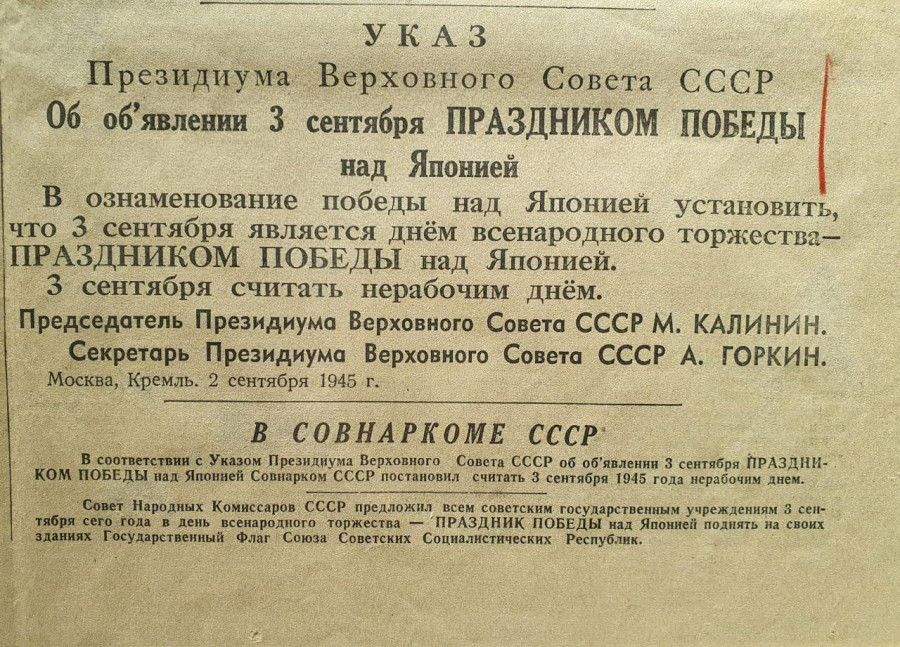 УКАЗ
Президиума Верховного Совета СССР
Об об'явлении 3 сентября ПРАЗДНИКОМ ПОБЕДЫ
над Японией
В ознаменование победы над Японией установить,
что 3 сентября является днём всенародного торжества—
ПРАЗДНИКОМ ПОБЕДЫ над Японией.
3 сентября считать нерабочим днём.
Председатель Президиума Верховного Совета СССР М. КАЛИНИН.
Секретарь Президиума Верховного Совета СССР А. ГОРКИН.
Москва, Кремль. 2 сентября 1945 г.
В СОВНАРКОМЕ СССР
В соответствии с Указом Президиума Верховного Совета СССР об об'явлении 3 сентября ПРАЗДНИ-
КОМ ПОБЕДЫ над Японией Совнарком СССР постановил считать 3 сентября 1945 года нерабочим днем.
Совет Народных Комиссаров СССР предложил всем советским государственным учреждениям 3 сен-
тября сего года в день всенародного торжества — ПРАЗДНИК ПОБЕДЫ над Японией поднять на своих
зданиях Государственный Флаг Союза Советских Социалистических Республик.